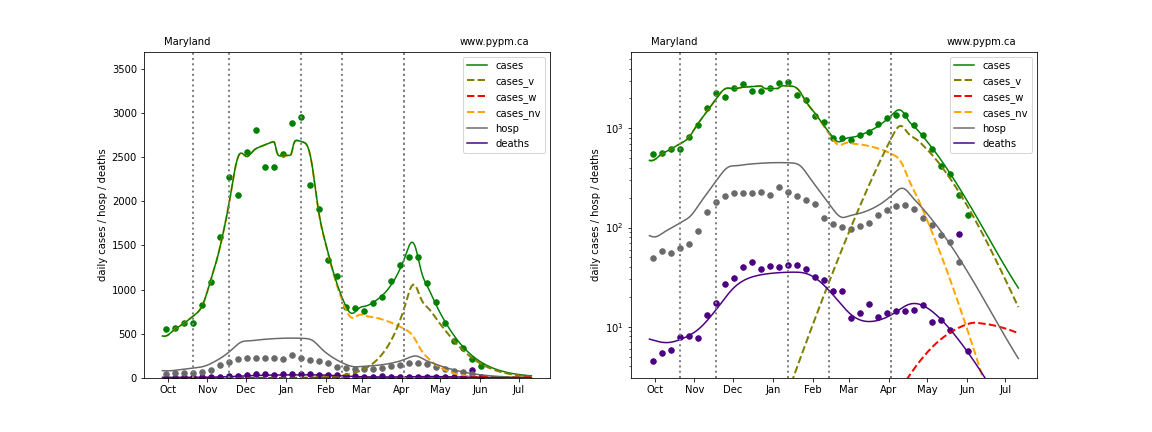 Maryland www.pypm.ca
daily cases / hosp / deaths
3500
3000
2500
2000
1500
1000
500
0
Oct Nov Dec Jan Feb Mar Apr May Jun Jul
cases
cases_v
cases_w
cases_nv
hosp
deaths
Maryland www.pypm.ca
daily cases / hosp / deaths
10³
10²
10¹
Oct Nov Dec Jan Feb Mar Apr May Jun Jul
cases
cases_v
cases_w
cases_nv
hosp
deaths